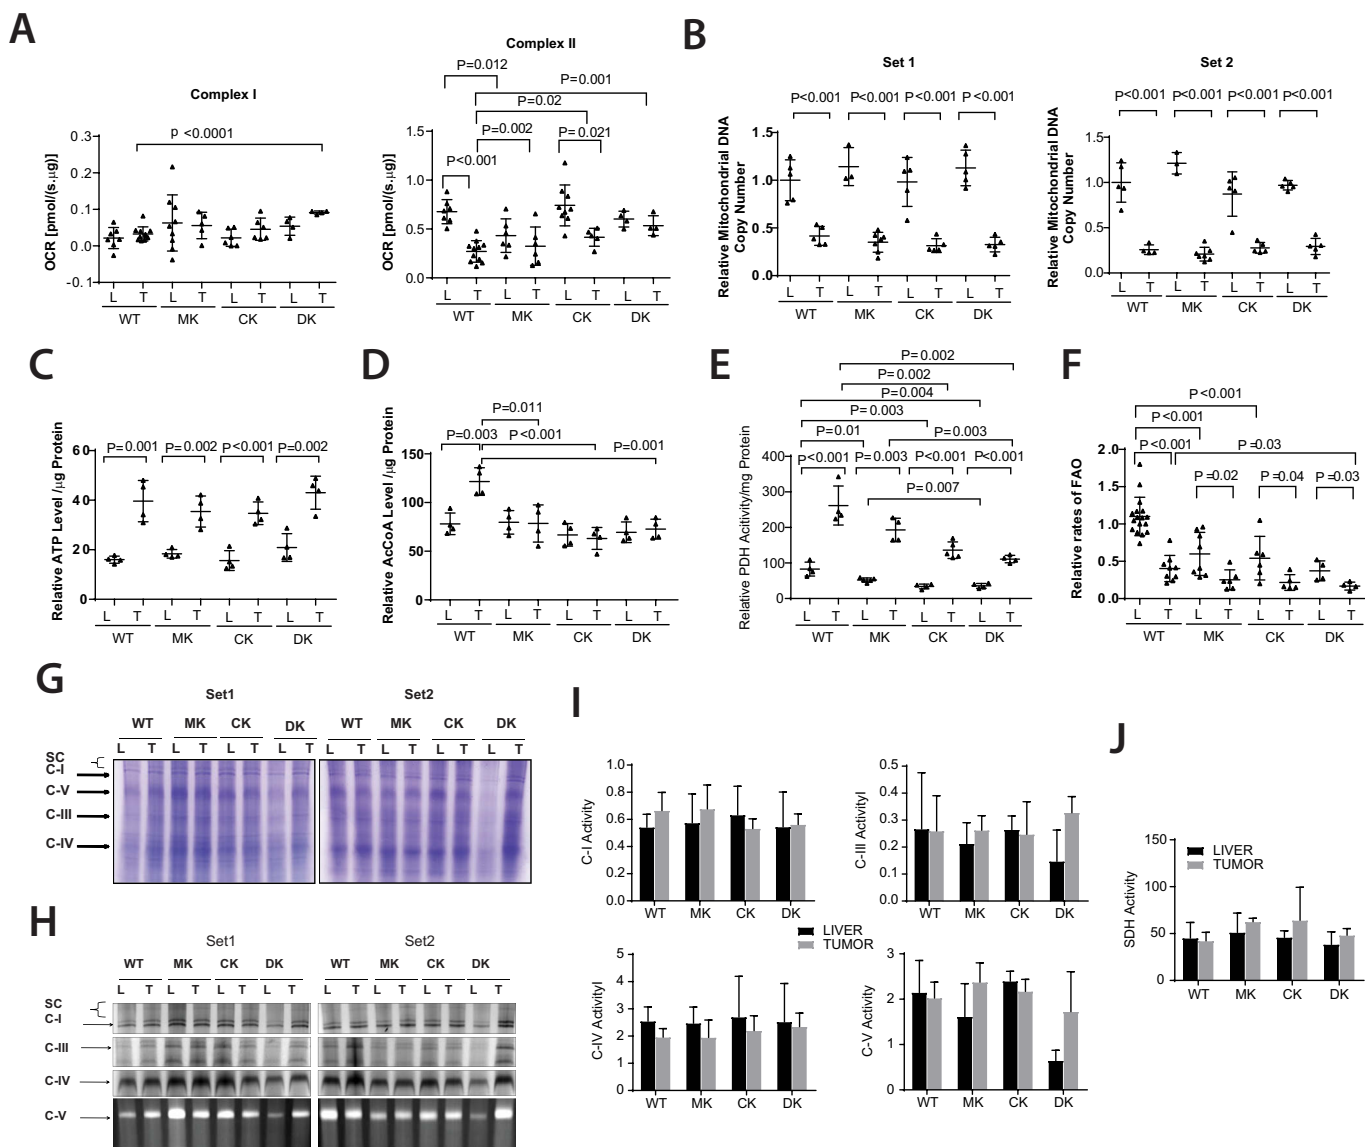 A
Complex I
p <0.0001
OCR [pmol/(s.µg)]
0.3
0.2
0.1
0.0
-0.1
L T L T L T L T
WT MK CK DK
Complex II
P=0.012
P=0.001
P=0.02
P=0.002
P=0.021
P<0.001
OCR [pmol/(s.µg)]
1.5
1.0
0.5
0.0
L T L T L T L T
WT MK CK DK
B
Set 1
P<0.001 P<0.001 P<0.001 P<0.001
Relative Mitochondrial DNA
Copy Number
1.5
1.0
0.5
0.0
L T L T L T L T
WT MK CK DK
Set 2
P<0.001 P<0.001 P<0.001 P<0.001
Relative Mitochondrial DNA
Copy Number
1.5
1.0
0.5
0.0
L T L T L T L T
WT MK CK DK
C
P=0.001 P=0.002 P<0.001 P=0.002
Relative ATP Level /µg Protein
60
40
20
0
L T L T L T L T
WT MK CK DK
D
P=0.011
P=0.003 P<0.001 P=0.001
Relative AcCoA Level /µg Protein
150
100
50
0
L T L T L T L T
WT MK CK DK
E
P=0.002
P=0.002
P=0.004
P=0.003
P=0.01 P=0.003
P<0.001 P=0.003 P<0.001 P<0.001
P=0.007
Relative PDH Acitivity/mg Protein
400
300
200
100
0
L T L T L T L T
WT MK CK DK
F
P<0.001
P<0.001
P<0.001 P=0.03
P=0.02 P=0.04 P=0.03
Relative rates of FAO
2.0
1.5
1.0
0.5
0.0
L T L T L T L T
WT MK CK DK
G
Set1 Set2
WT MK CK DK WT MK CK DK
L T L T L T L T L T L T L T L T
SC
C-I
C-V
C-III
C-IV
H
Set1 Set2
WT MK CK DK WT MK CK DK
L T L T L T L T L T L T L T L T
SC
C-I
C-III
C-IV
C-V
I
C-I Activity
1.0
0.8
0.6
0.4
0.2
0.0
WT MK CK DK
C-III Activityl
0.5
0.4
0.3
0.2
0.1
0.0
WT MK CK DK
LIVER
TUMOR
C-IV Activityl
5
4
3
2
1
0
WT MK CK DK
C-V Activity
3
2
1
0
WT MK CK DK
J
LIVER
TUMOR
SDH Activity
150
100
50
0
WT MK CK DK